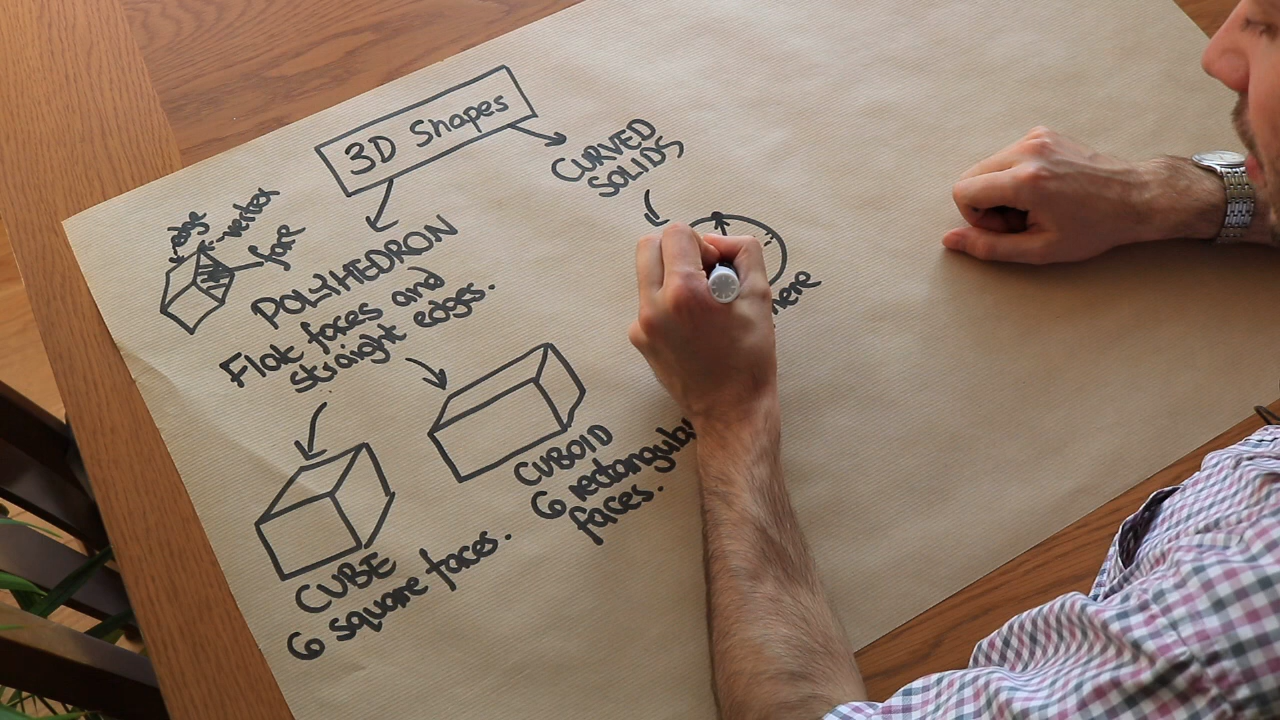 3D Shapes
CURVED
SOLIDS
edge
vertex
face
POLYHEDRON
Flat faces and
straight edges.
CUBOID
6 rectangular
faces.
CUBE
6 square faces.